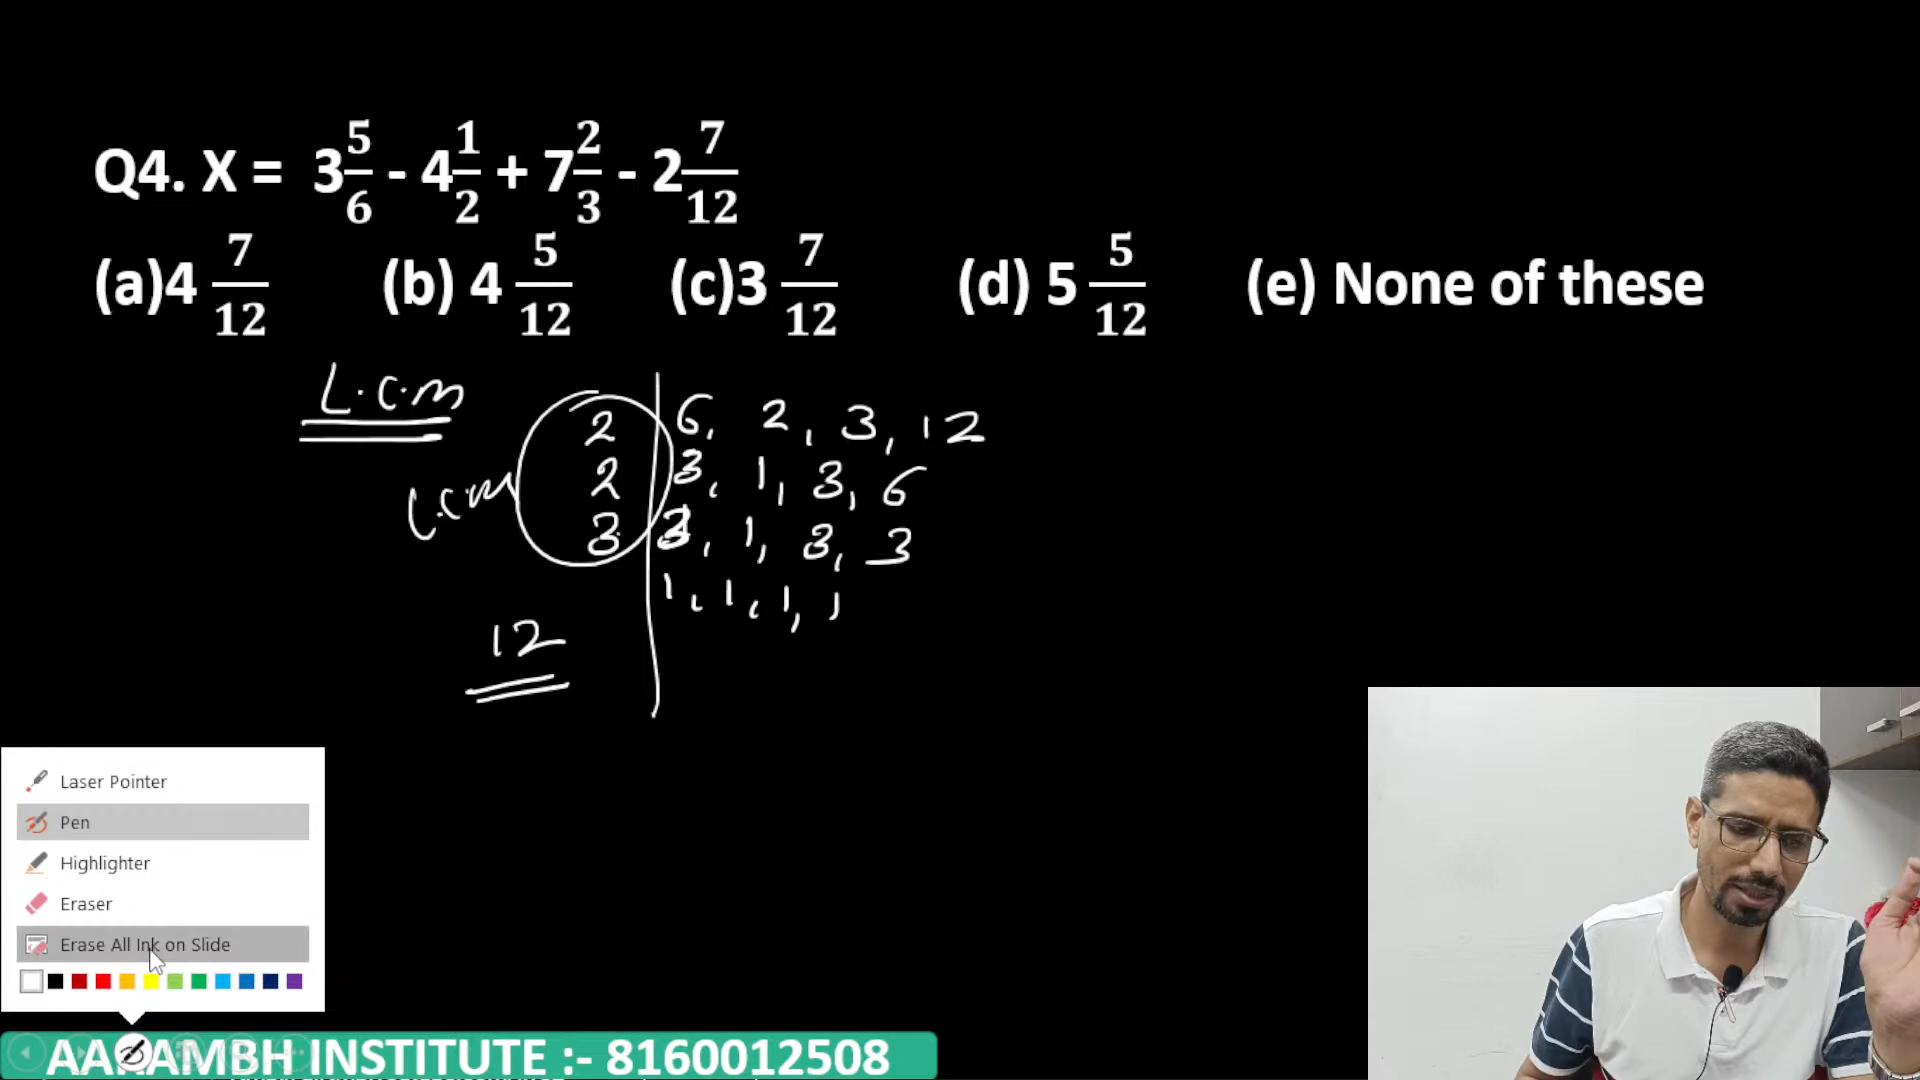 Q4. X = 3 5/6 - 4 1/2 + 7 2/3 - 2 7/12
(a)4 7/12 (b) 4 5/12 (c)3 7/12 (d) 5 5/12 (e) None of these
L.C.M
2 | 6, 2, 3, 12
L.C.M 2 | 3, 1, 3, 6
3 | 3, 1, 3, 3
1, 1, 1, 1
12
Laser Pointer
Pen
Highlighter
Eraser
Erase All Ink on Slide
AARAMBH INSTITUTE :- 8160012508